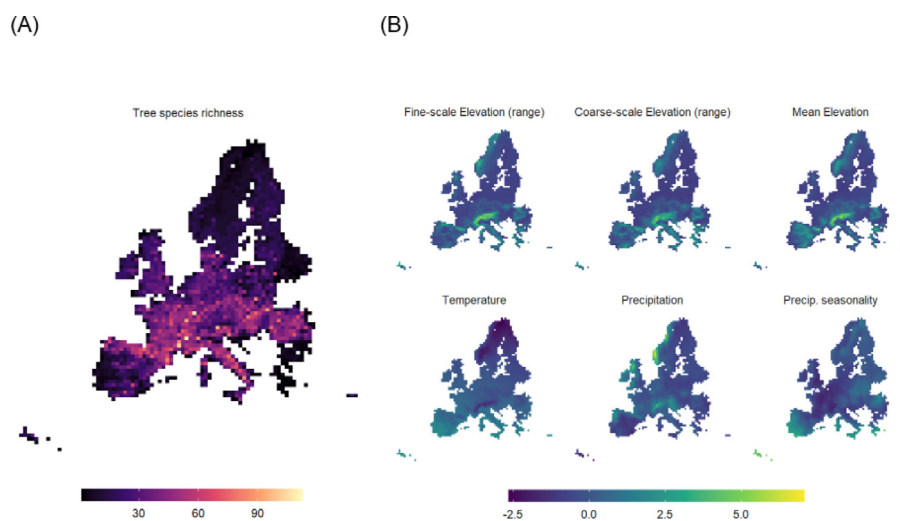 (A)
(B)
Tree species richness
Fine-scale Elevation (range)
Coarse-scale Elevation (range)
Mean Elevation
Temperature
Precipitation
Precip. seasonality
30
60
90
-2.5
0.0
2.5
5.0